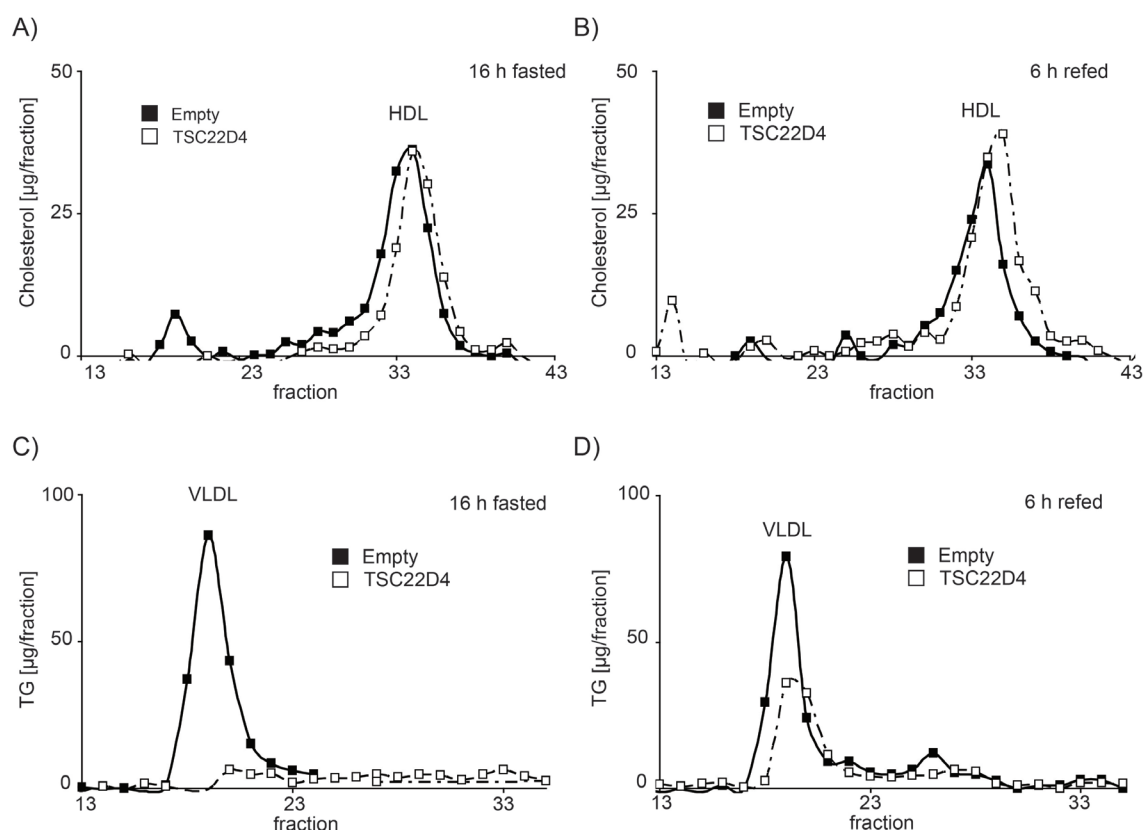 A)
16 h fasted
50
25
0
Cholesterol [µg/fraction]
Empty
TSC22D4
HDL
13 23 33 43
fraction
B)
6 h refed
50
25
0
Cholesterol [µg/fraction]
Empty
TSC22D4
HDL
13 23 33 43
fraction
C)
16 h fasted
100
50
0
TG [µg/fraction]
VLDL
Empty
TSC22D4
13 23 33
fraction
D)
6 h refed
100
50
0
TG [µg/fraction]
VLDL
Empty
TSC22D4
13 23 33
fraction